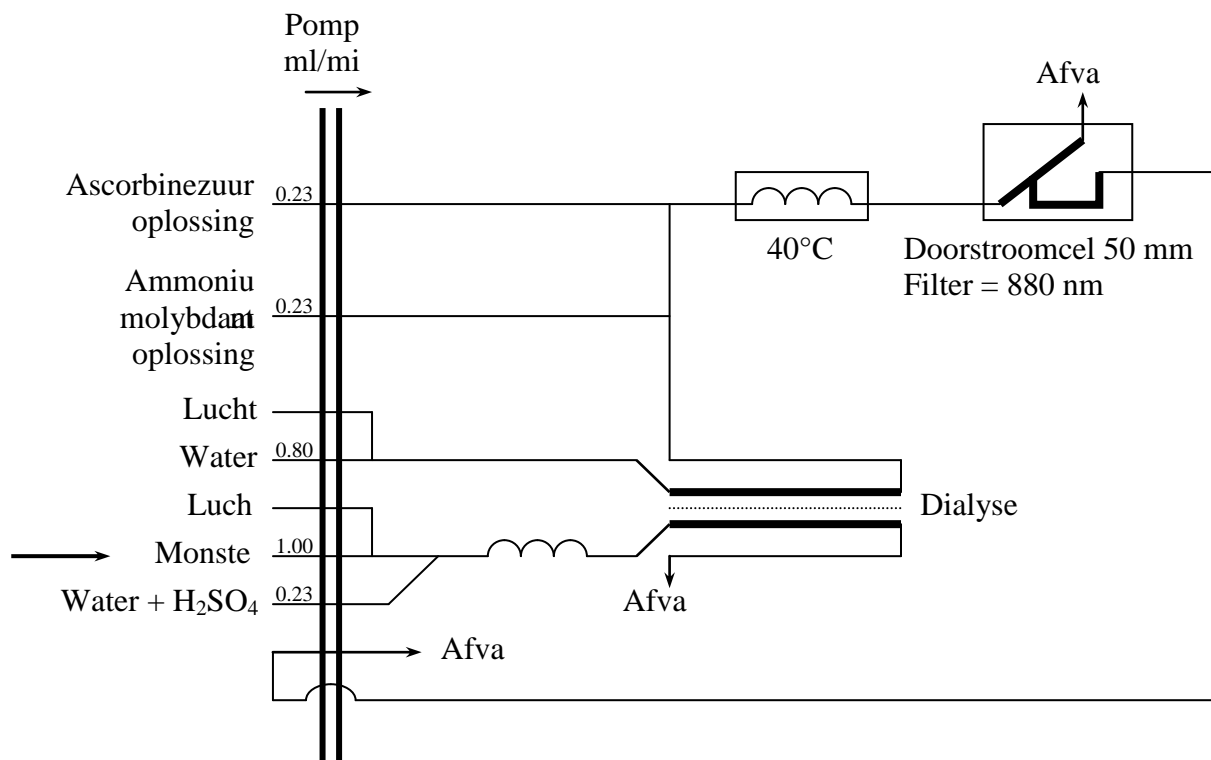 Pomp
ml/mi
Afva
Ascorbinezuur
oplossing
0.23
40°C
Doorstroomcel 50 mm
Filter = 880 nm
Ammoniu
molybdaat
oplossing
0.23
Lucht
Water
0.80
Luch
Dialyse
Monste
1.00
Water + H₂SO₄
0.23
Afva
Afva